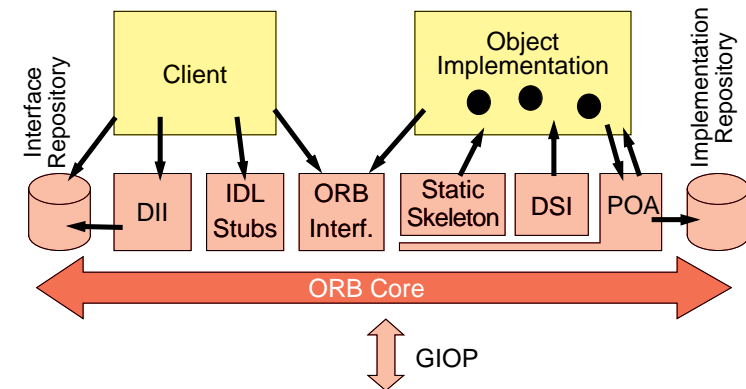 Interface
Repository
Client
Object
Implementation
Implementation
Repository
DII
IDL
Stubs
ORB
Interf.
Static
Skeleton
DSI
POA
ORB Core
GIOP